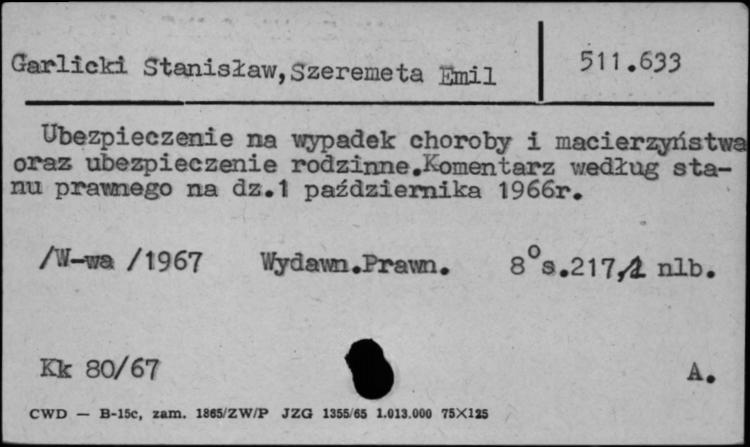 Garlicki Stanisław,Szeremeta Emil
511.633
Ubezpieczenie na wypadek choroby i macierzyństwa
oraz ubezpieczenie rodzinne.Komentarz według sta-
nu prawnego na dz.1 października 1966r.
/W-wa /1967 Wydawn.Prawn. 8°s.217,1 nlb.
Kk 80/67 A.
CWD — B-15c, zam. 1865/ZW/P JZG 1355/65 1.013.000 75X125